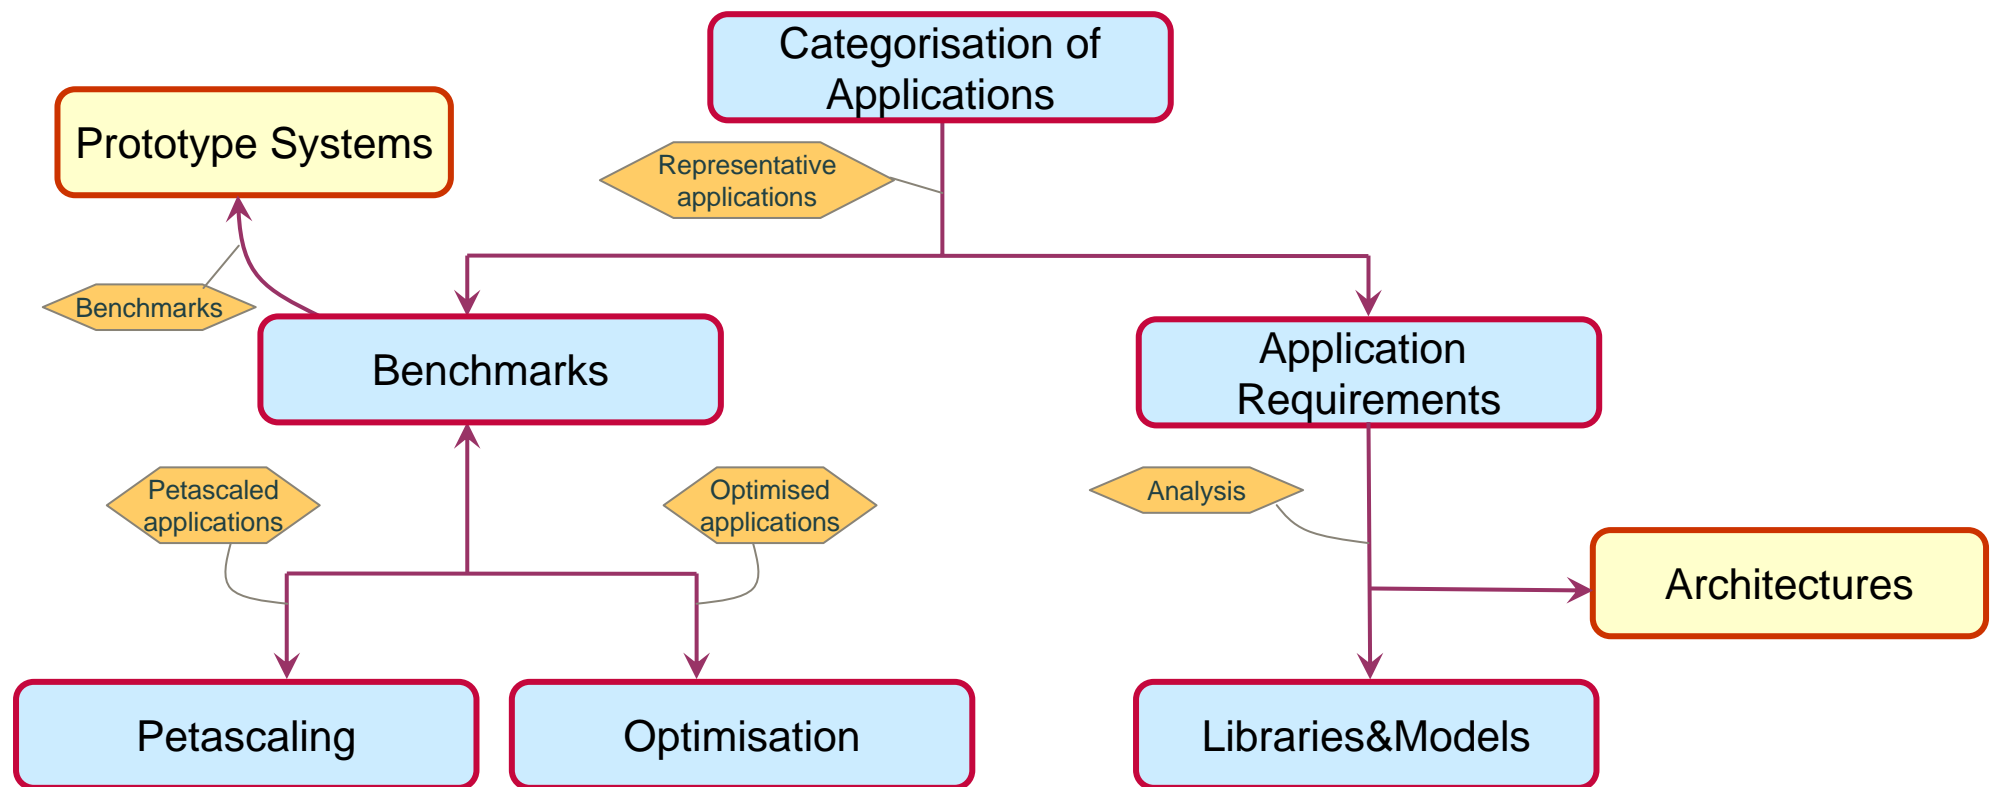 Categorisation of
Applications
Prototype Systems
Representative
applications
Benchmarks
Benchmarks
Application
Requirements
Petascaled
applications
Optimised
applications
Analysis
Architectures
Petascaling
Optimisation
Libraries&Models